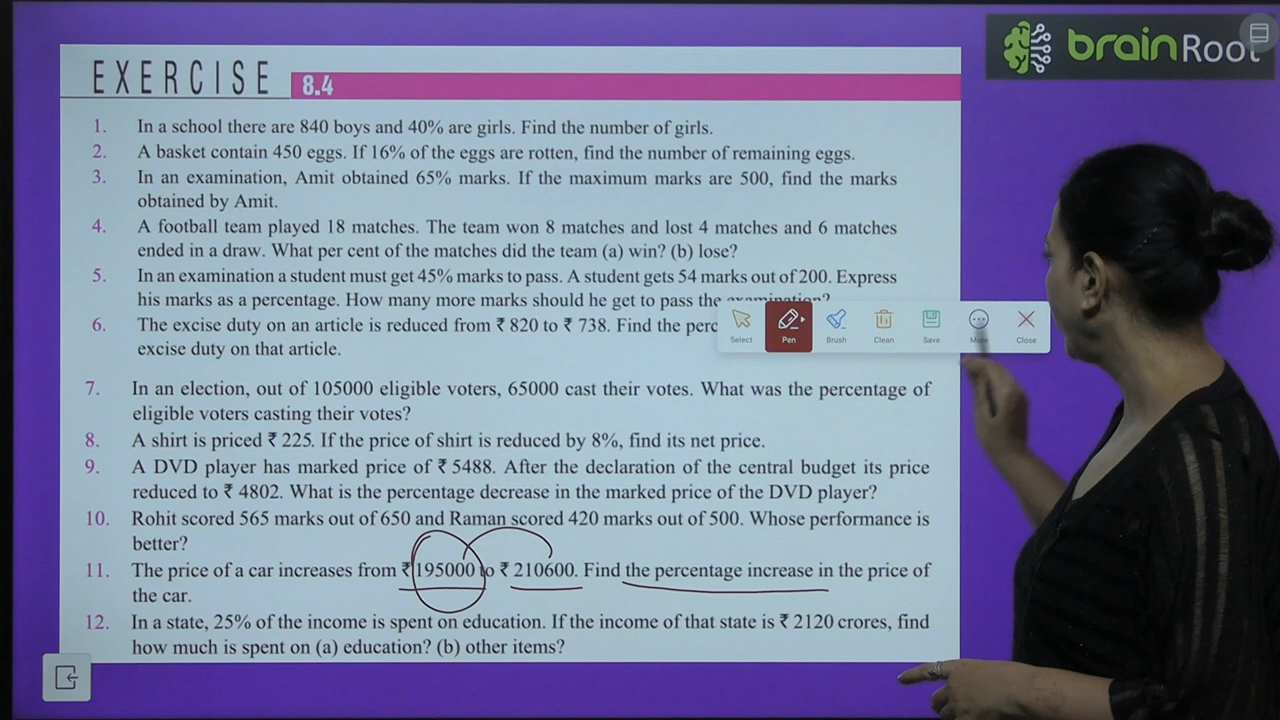 brainRoot
EXERCISE 8.4
1. In a school there are 840 boys and 40% are girls. Find the number of girls.
2. A basket contain 450 eggs. If 16% of the eggs are rotten, find the number of remaining eggs.
3. In an examination, Amit obtained 65% marks. If the maximum marks are 500, find the marks
obtained by Amit.
4. A football team played 18 matches. The team won 8 matches and lost 4 matches and 6 matches
ended in a draw. What per cent of the matches did the team (a) win? (b) lose?
5. In an examination a student must get 45% marks to pass. A student gets 54 marks out of 200. Express
his marks as a percentage. How many more marks should he get to pass the examination?
6. The excise duty on an article is reduced from ₹ 820 to ₹ 738. Find the perc
excise duty on that article.
Select Pen Brush Clean Save More Close
7. In an election, out of 105000 eligible voters, 65000 cast their votes. What was the percentage of
eligible voters casting their votes?
8. A shirt is priced ₹ 225. If the price of shirt is reduced by 8%, find its net price.
9. A DVD player has marked price of ₹ 5488. After the declaration of the central budget its price
reduced to ₹ 4802. What is the percentage decrease in the marked price of the DVD player?
10. Rohit scored 565 marks out of 650 and Raman scored 420 marks out of 500. Whose performance is
better?
11. The price of a car increases from ₹ 195000 to ₹ 210600. Find the percentage increase in the price of
the car.
12. In a state, 25% of the income is spent on education. If the income of that state is ₹ 2120 crores, find
how much is spent on (a) education? (b) other items?